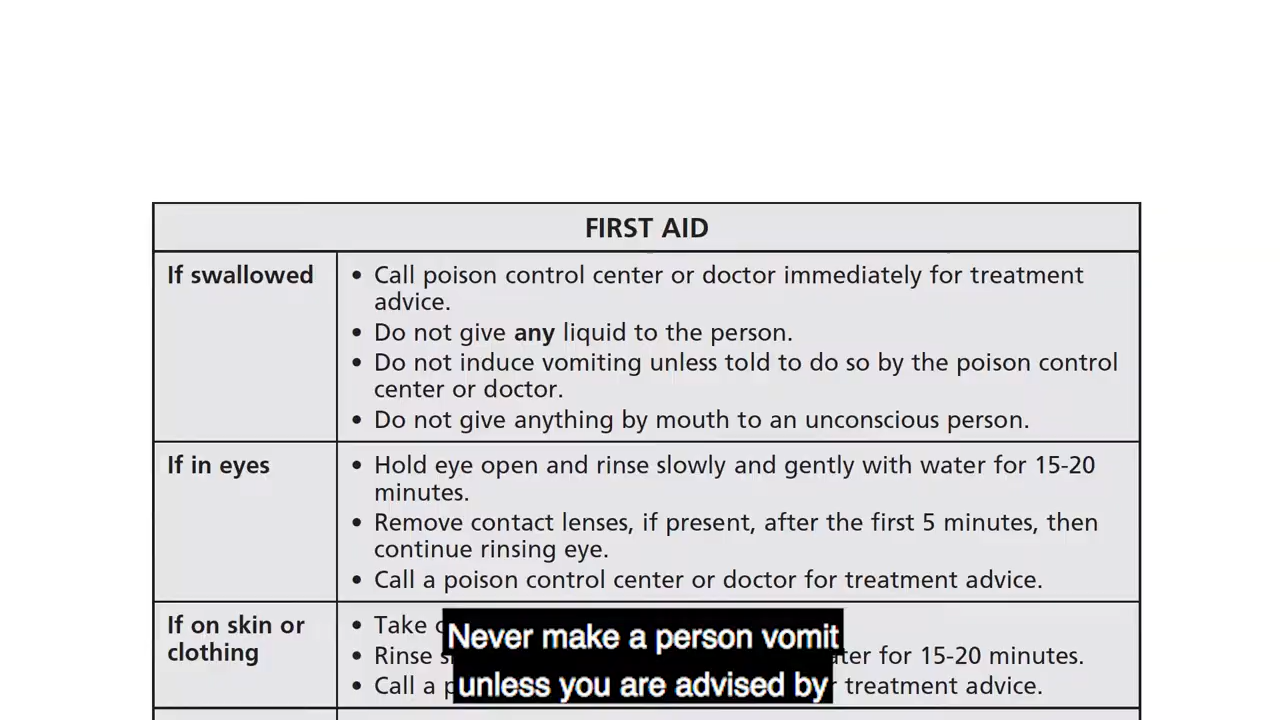 FIRST AID
If swallowed
• Call poison control center or doctor immediately for treatment
advice.
• Do not give any liquid to the person.
• Do not induce vomiting unless told to do so by the poison control
center or doctor.
• Do not give anything by mouth to an unconscious person.
If in eyes
• Hold eye open and rinse slowly and gently with water for 15-20
minutes.
• Remove contact lenses, if present, after the first 5 minutes, then
continue rinsing eye.
• Call a poison control center or doctor for treatment advice.
If on skin or
clothing
• Take
• Rinse for 15-20 minutes.
• Call a treatment advice.
Never make a person vomit
unless you are advised by